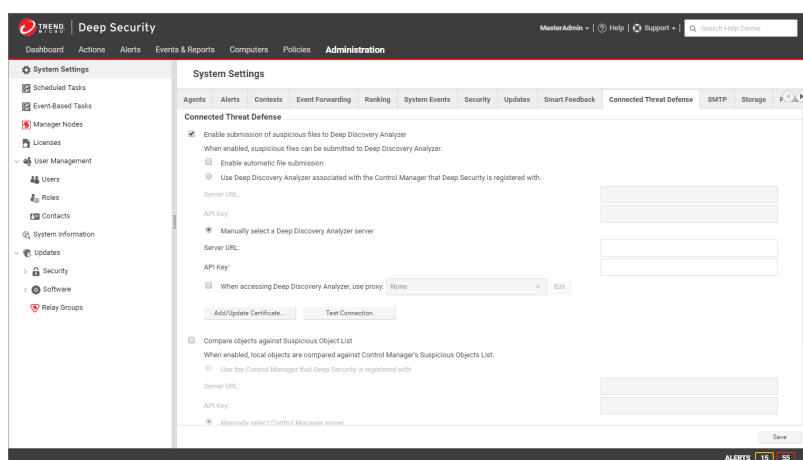 TREND MICRO Deep Security
MasterAdmin Help Support Search Help Center
Dashboard Actions Alerts Events & Reports Computers Policies Administration
System Settings
Scheduled Tasks
Event-Based Tasks
Manager Nodes
Licenses
User Management
Users
Roles
Contacts
System Information
Updates
Security
Software
Relay Groups
System Settings
Agents Alerts Contexts Event Forwarding Ranking System Events Security Updates Smart Feedback Connected Threat Defense SMTP Storage
Connected Threat Defense
Enable submission of suspicious files to Deep Discovery Analyzer
When enabled, suspicious files can be submitted to Deep Discovery Analyzer.
Enable automatic file submission
Use Deep Discovery Analyzer associated with the Control Manager that Deep Security is registered with.
Server URL:
API Key:
Manually select a Deep Discovery Analyzer server
Server URL:
API Key:
When accessing Deep Discovery Analyzer, use proxy: None Edit
Add/Update Certificate... Test Connection
Compare objects against Suspicious Object List
When enabled, local objects are compared against Control Manager's Suspicious Objects List.
Use the Control Manager that Deep Security is registered with
Server URL:
API Key:
Manually select Control Manager server
Save
ALERTS 15 55